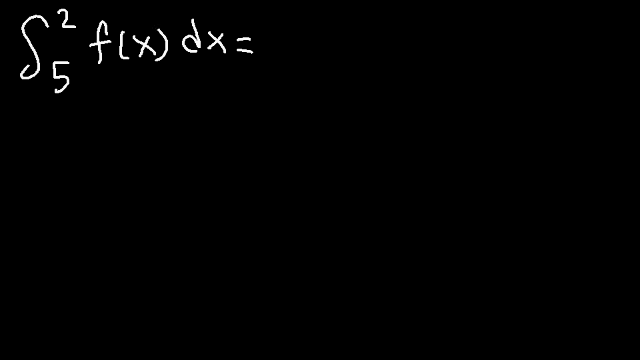 ∫₅² f(x) dx =